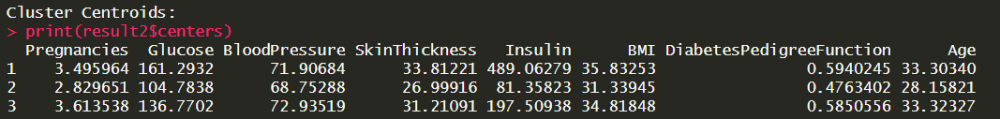 Cluster Centroids:
> print(result2$centers)
Pregnancies Glucose BloodPressure SkinThickness Insulin BMI DiabetesPedigreeFunction Age
1 3.495964 161.2932 71.90684 33.81221 489.06279 35.83253 0.5940245 33.30340
2 2.829651 104.7838 68.75288 26.99916 81.35823 31.33945 0.4763402 28.15821
3 3.613538 136.7702 72.93519 31.21091 197.50938 34.81848 0.5850556 33.32327